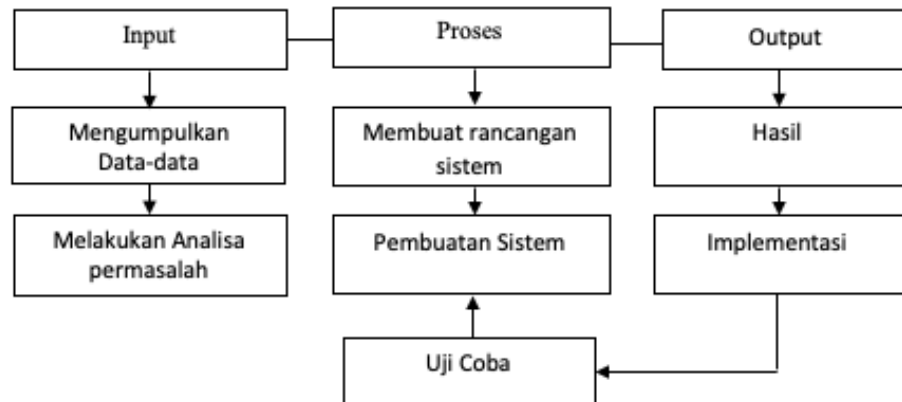 Input
Proses
Output
Mengumpulkan
Data-data
Membuat rancangan
sistem
Hasil
Melakukan Analisa
permasalah
Pembuatan Sistem
Implementasi
Uji Coba